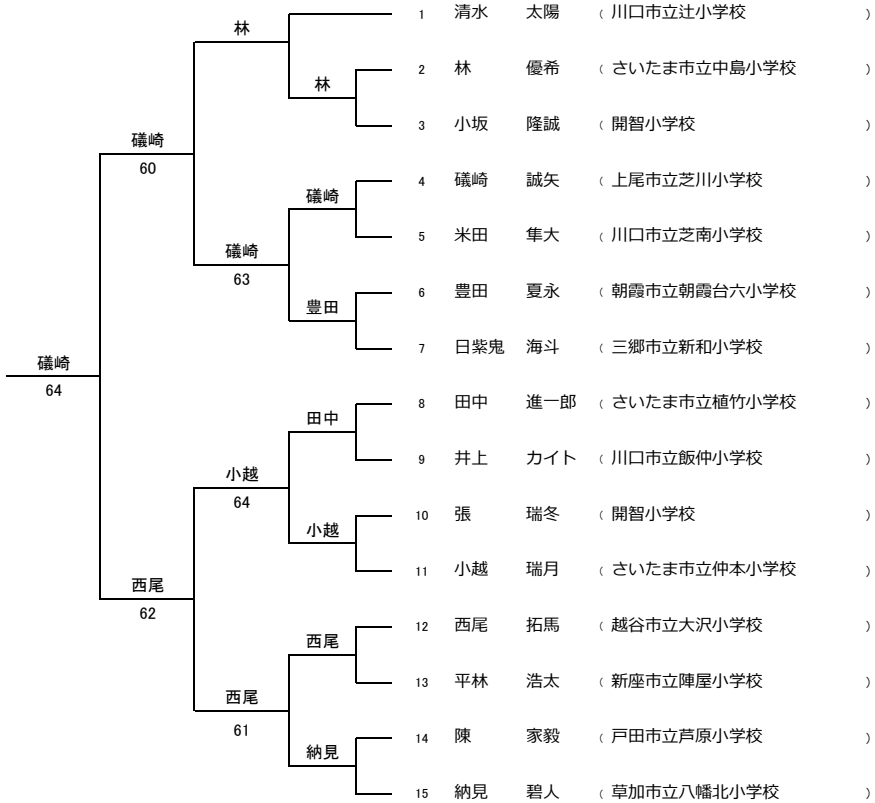 1 清水 太陽 ( 川口市立辻小学校 )
林
2 林 優希 ( さいたま市立中島小学校 )
林
3 小坂 隆誠 ( 開智小学校 )
礒崎
60
4 礒崎 誠矢 ( 上尾市立芝川小学校 )
礒崎
5 米田 隼大 ( 川口市立芝南小学校 )
礒崎
63
6 豊田 夏永 ( 朝霞市立朝霞台六小学校 )
豊田
7 日紫鬼 海斗 ( 三郷市立新和小学校 )
礒崎
64
8 田中 進一郎 ( さいたま市立植竹小学校 )
田中
9 井上 カイト ( 川口市立飯仲小学校 )
小越
64
10 張 瑞冬 ( 開智小学校 )
小越
11 小越 瑞月 ( さいたま市立仲本小学校 )
西尾
62
12 西尾 拓馬 ( 越谷市立大沢小学校 )
西尾
13 平林 浩太 ( 新座市立陣屋小学校 )
西尾
61
14 陳 家毅 ( 戸田市立芦原小学校 )
納見
15 納見 碧人 ( 草加市立八幡北小学校 )